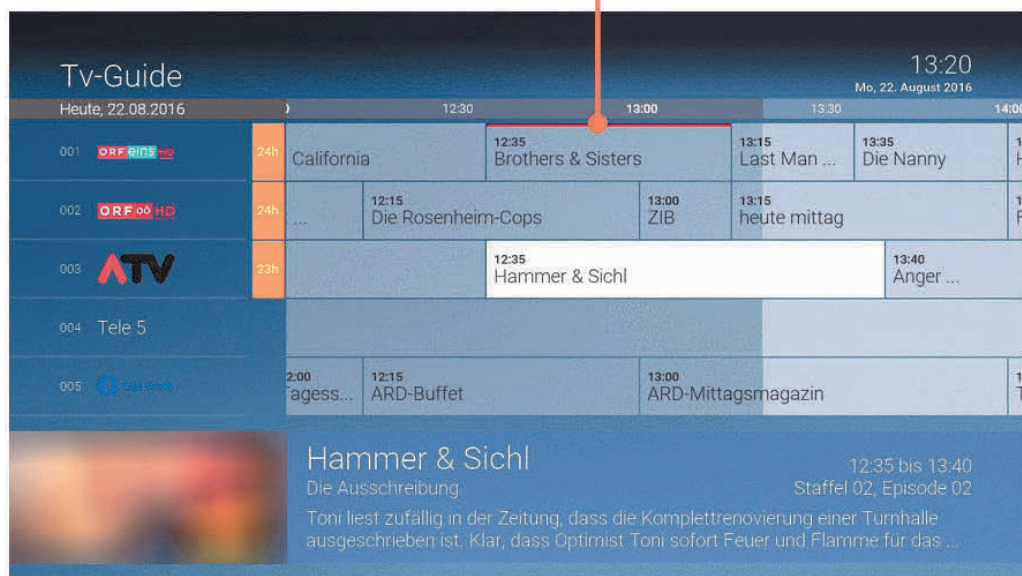 Tv-Guide
13:20
Mo, 22. August 2016
Heute, 22.08.2016
12:30
13:00
13:30
14:00
001 ORF eins HD
24h
California
12:35
Brothers & Sisters
13:15
Last Man ...
13:35
Die Nanny
002 ORF oö HD
24h
...
12:15
Die Rosenheim-Cops
13:00
ZIB
13:15
heute mittag
003 ATV
23h
12:35
Hammer & Sichl
13:40
Anger ...
004 Tele 5
005
2:00
agess...
12:15
ARD-Buffet
13:00
ARD-Mittagsmagazin
Hammer & Sichl
Die Ausschreibung
12:35 bis 13:40
Staffel 02, Episode 02
Toni liest zufällig in der Zeitung, dass die Komplettrenovierung einer Turnhalle
ausgeschrieben ist. Klar, dass Optimist Toni sofort Feuer und Flamme für das ...